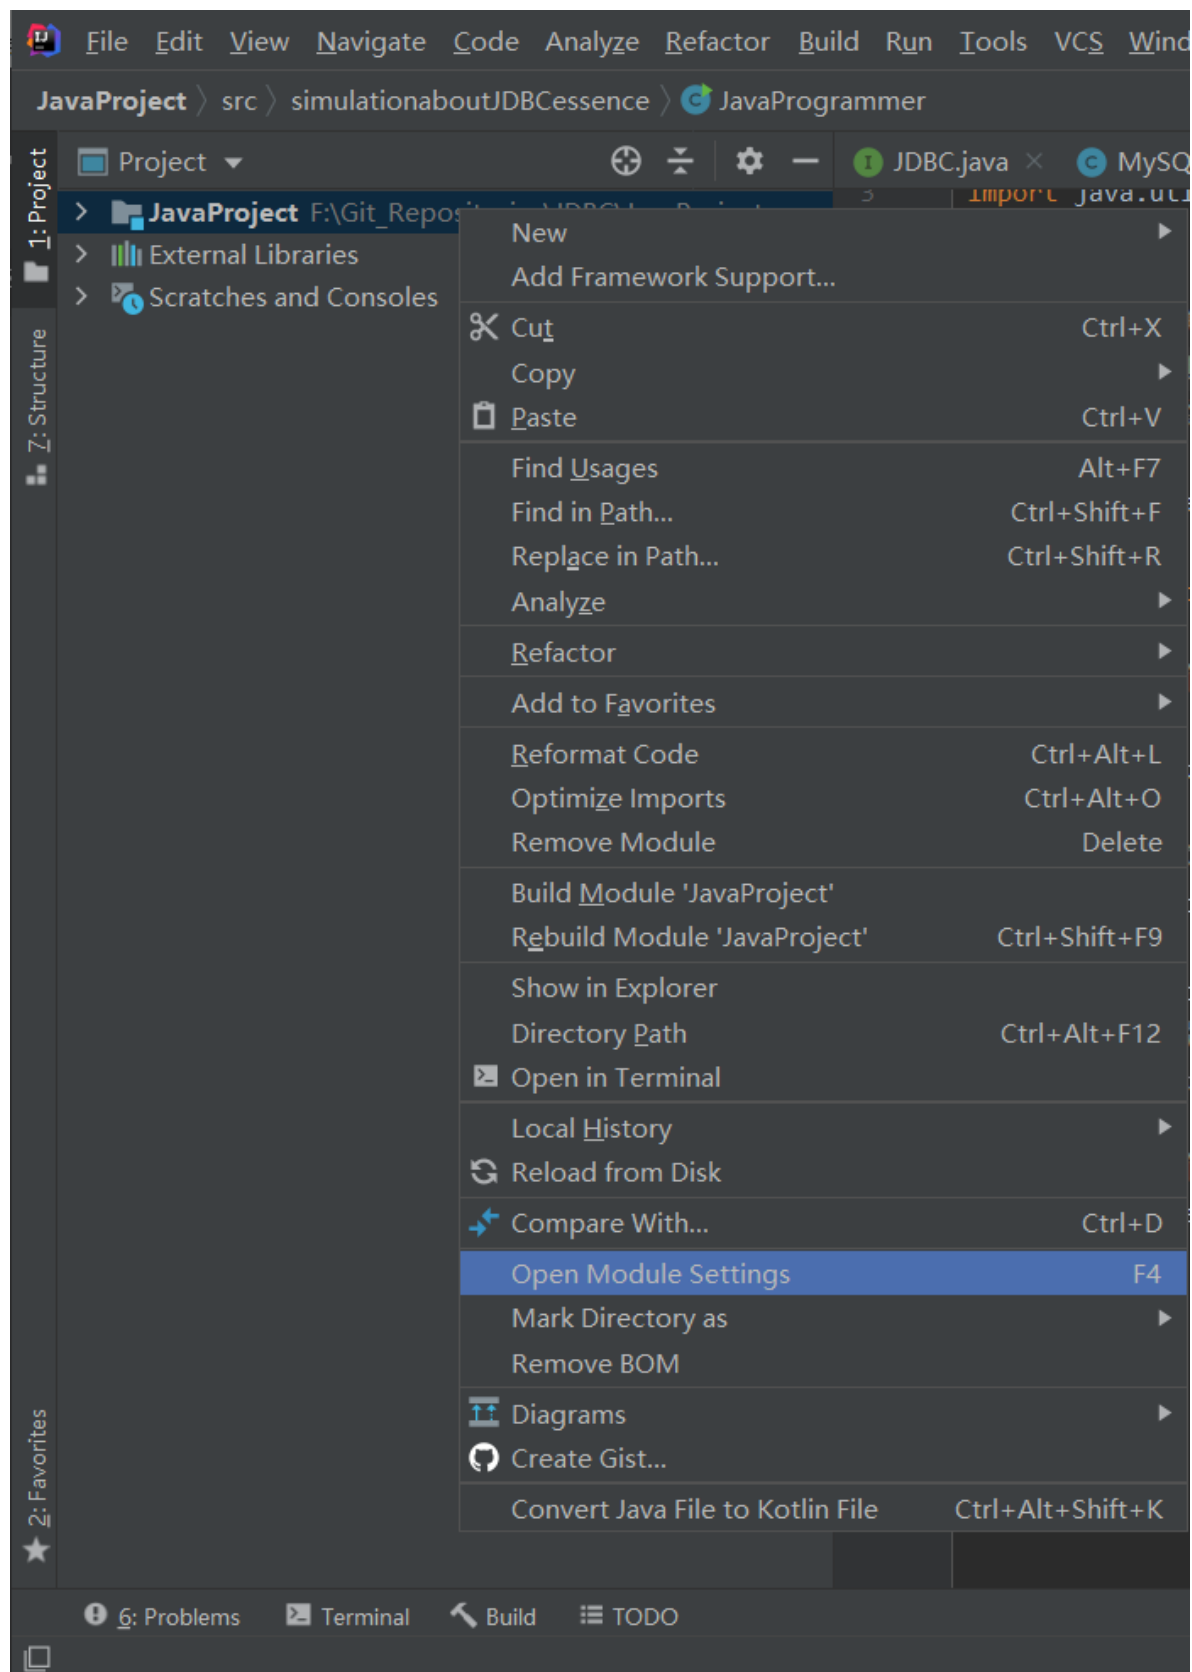 File Edit View Navigate Code Analyze Refactor Build Run Tools VCS Wind
JavaProject src simulationaboutJDBCessence JavaProgrammer
1: Project
Project
JDBC.java
MySQ
JavaProject F:\Git_Repo
3
import java.uti
External Libraries
Scratches and Consoles
7: Structure
2: Favorites
New
Add Framework Support...
Cut Ctrl+X
Copy
Paste Ctrl+V
Find Usages Alt+F7
Find in Path... Ctrl+Shift+F
Replace in Path... Ctrl+Shift+R
Analyze
Refactor
Add to Favorites
Reformat Code Ctrl+Alt+L
Optimize Imports Ctrl+Alt+O
Remove Module Delete
Build Module 'JavaProject'
Rebuild Module 'JavaProject' Ctrl+Shift+F9
Show in Explorer
Directory Path Ctrl+Alt+F12
Open in Terminal
Local History
Reload from Disk
Compare With... Ctrl+D
Open Module Settings F4
Mark Directory as
Remove BOM
Diagrams
Create Gist...
Convert Java File to Kotlin File Ctrl+Alt+Shift+K
6: Problems Terminal Build TODO